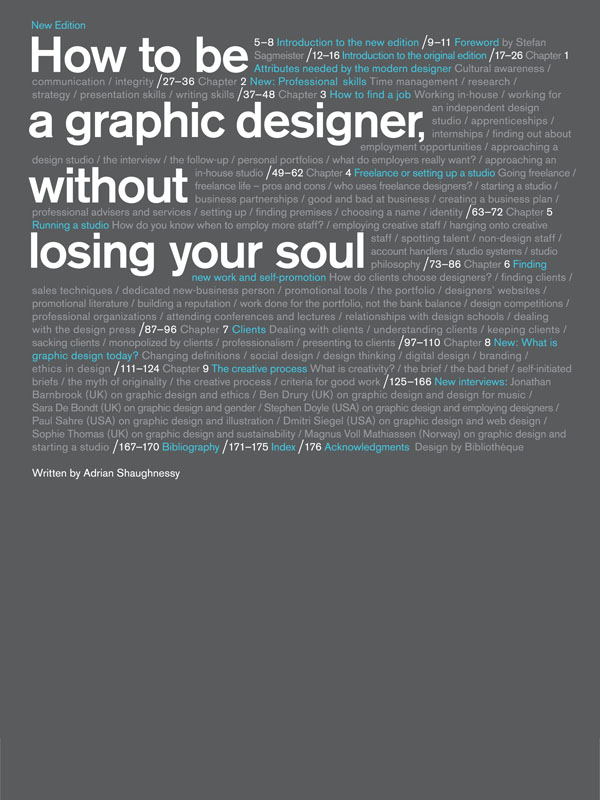 New Edition
How to be
5–8 Introduction to the new edition /9–11 Foreword by Stefan
Sagmeister /12–16 Introduction to the original edition /17–26 Chapter 1
Attributes needed by the modern designer Cultural awareness /
communication / integrity /27–36 Chapter 2 New: Professional skills Time management / research /
strategy / presentation skills / writing skills /37–48 Chapter 3 How to find a job Working in-house / working for
a graphic designer,
an independent design
studio / apprenticeships /
internships / finding out about
employment opportunities / approaching a
design studio / the interview / the follow-up / personal portfolios / what do employers really want? / approaching an
without
in-house studio /49–62 Chapter 4 Freelance or setting up a studio Going freelance /
freelance life – pros and cons / who uses freelance designers? / starting a studio /
business partnerships / good and bad at business / creating a business plan /
professional advisers and services / setting up / finding premises / choosing a name / identity /63–72 Chapter 5
Running a studio How do you know when to employ more staff? / employing creative staff / hanging onto creative
losing your soul
staff / spotting talent / non-design staff /
account handlers / studio systems / studio
philosophy /73–86 Chapter 6 Finding
new work and self-promotion How do clients choose designers? / finding clients /
sales techniques / dedicated new-business person / promotional tools / the portfolio / designers' websites /
promotional literature / building a reputation / work done for the portfolio, not the bank balance / design competitions /
professional organizations / attending conferences and lectures / relationships with design schools / dealing
with the design press /87–96 Chapter 7 Clients Dealing with clients / understanding clients / keeping clients /
sacking clients / monopolized by clients / professionalism / presenting to clients /97–110 Chapter 8 New: What is
graphic design today? Changing definitions / social design / design thinking / digital design / branding /
ethics in design /111–124 Chapter 9 The creative process What is creativity? / the brief / the bad brief / self-initiated
briefs / the myth of originality / the creative process / criteria for good work /125–166 New interviews: Jonathan
Barnbrook (UK) on graphic design and ethics / Ben Drury (UK) on graphic design and design for music /
Sara De Bondt (UK) on graphic design and gender / Stephen Doyle (USA) on graphic design and employing designers /
Paul Sahre (USA) on graphic design and illustration / Dmitri Siegel (USA) on graphic design and web design /
Sophie Thomas (UK) on graphic design and sustainability / Magnus Voll Mathiassen (Norway) on graphic design and
starting a studio /167–170 Bibliography /171–175 Index /176 Acknowledgments Design by Bibliothèque
Written by Adrian Shaughnessy